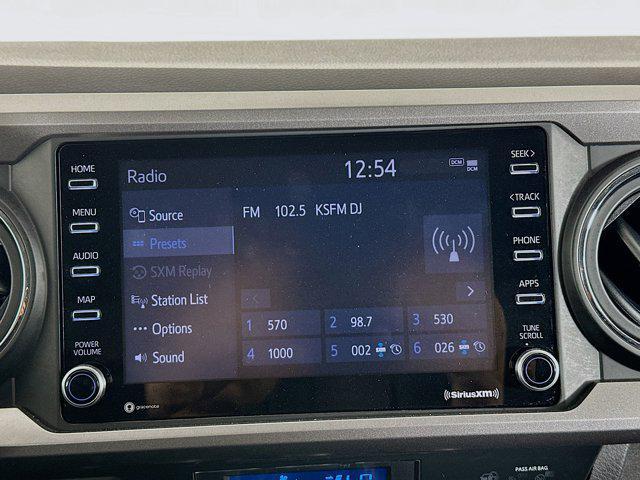 HOME
MENU
AUDIO
MAP
POWER
VOLUME
Radio
12:54
DCM
DCM
Source
Presets
SXM Replay
Station List
Options
Sound
FM 102.5 KSFM DJ
1 570
2 98.7
3 530
4 1000
5 002
6 026
SEEK>
<TRACK
PHONE
APPS
TUNE
SCROLL
gracenote
SiriusXM
PASS AIR BAG